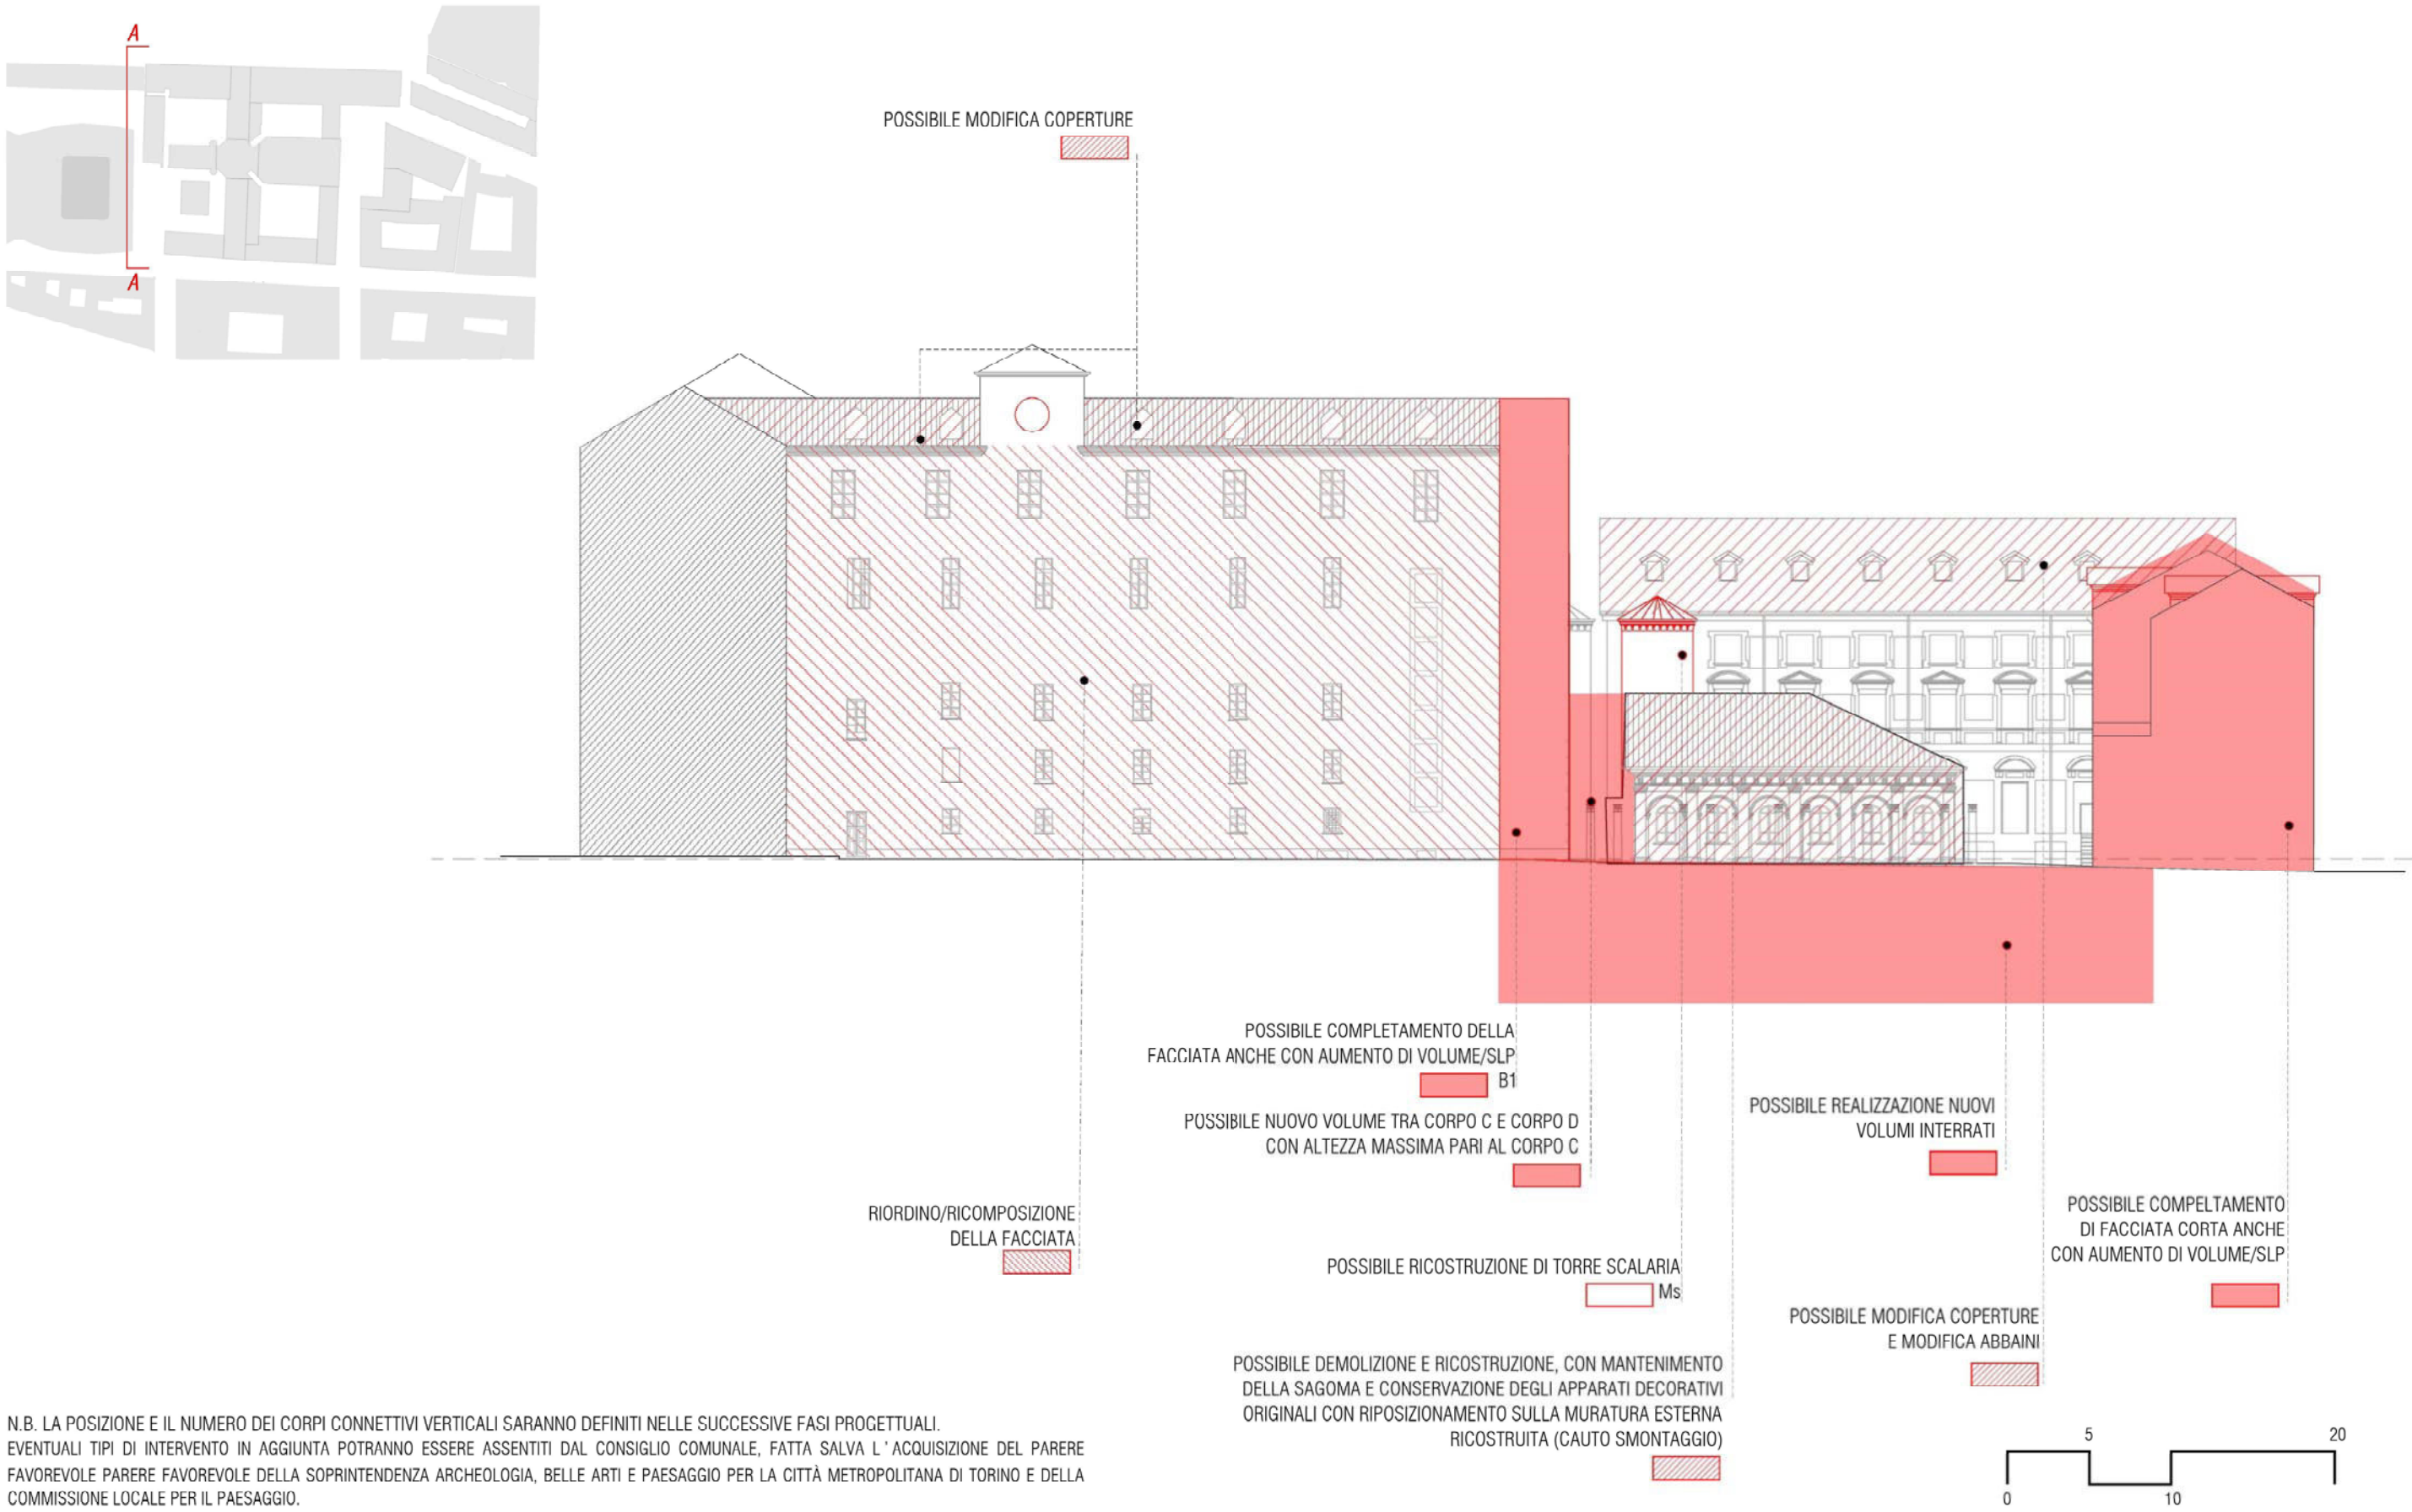 A
A
POSSIBILE MODIFICA COPERTURE
POSSIBILE COMPLETAMENTO DELLA
FACCIATA ANCHE CON AUMENTO DI VOLUME/SLP
B1
POSSIBILE NUOVO VOLUME TRA CORPO C E CORPO D
CON ALTEZZA MASSIMA PARI AL CORPO C
POSSIBILE REALIZZAZIONE NUOVI
VOLUMI INTERRATI
RIORDINO/RICOMPOSIZIONE
DELLA FACCIATA
POSSIBILE COMPELTAMENTO
DI FACCIATA CORTA ANCHE
CON AUMENTO DI VOLUME/SLP
POSSIBILE RICOSTRUZIONE DI TORRE SCALARIA
Ms
POSSIBILE MODIFICA COPERTURE
E MODIFICA ABBAINI
POSSIBILE DEMOLIZIONE E RICOSTRUZIONE, CON MANTENIMENTO
DELLA SAGOMA E CONSERVAZIONE DEGLI APPARATI DECORATIVI
ORIGINALI CON RIPOSIZIONAMENTO SULLA MURATURA ESTERNA
RICOSTRUITA (CAUTO SMONTAGGIO)
N.B. LA POSIZIONE E IL NUMERO DEI CORPI CONNETTIVI VERTICALI SARANNO DEFINITI NELLE SUCCESSIVE FASI PROGETTUALI.
EVENTUALI TIPI DI INTERVENTO IN AGGIUNTA POTRANNO ESSERE ASSENTITI DAL CONSIGLIO COMUNALE, FATTA SALVA L ' ACQUISIZIONE DEL PARERE
FAVOREVOLE PARERE FAVOREVOLE DELLA SOPRINTENDENZA ARCHEOLOGIA, BELLE ARTI E PAESAGGIO PER LA CITTÀ METROPOLITANA DI TORINO E DELLA
COMMISSIONE LOCALE PER IL PAESAGGIO.
5 20
0 10